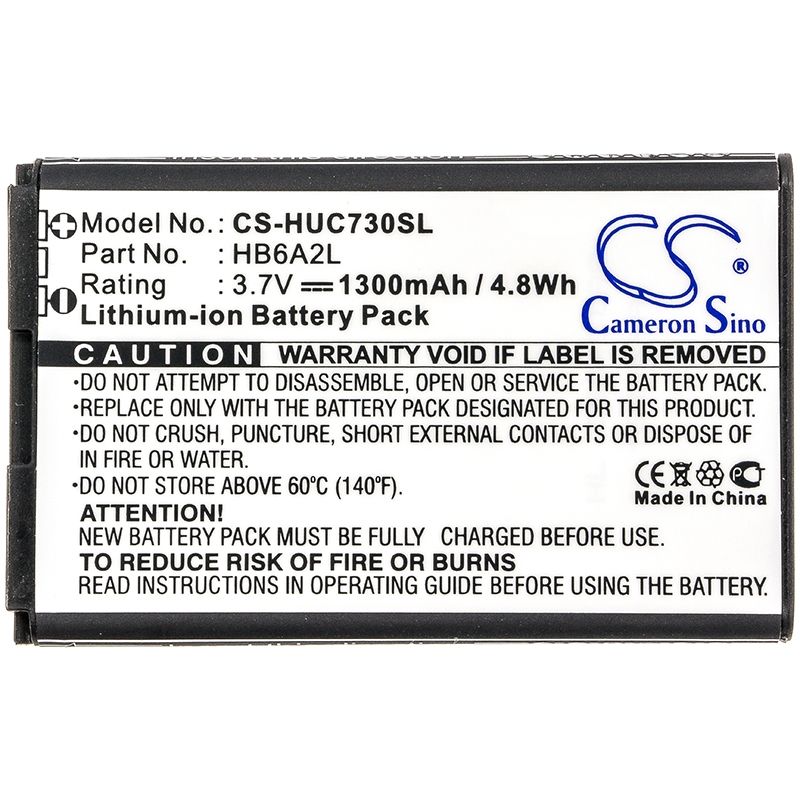 Insert this direction
Model No. : CS-HUC730SL
Part No. : HB6A2L
Rating : 3.7V 1300mAh / 4.8Wh
Lithium-ion Battery Pack
CS ®
Cameron Sino
CAUTION WARRANTY VOID IF LABEL IS REMOVED
•DO NOT ATTEMPT TO DISASSEMBLE, OPEN OR SERVICE THE BATTERY PACK.
•REPLACE ONLY WITH THE BATTERY PACK DESIGNATED FOR THIS PRODUCT.
•DO NOT CRUSH, PUNCTURE, SHORT EXTERNAL CONTACTS OR DISPOSE OF
IN FIRE OR WATER.
•DO NOT STORE ABOVE 60°C (140°F).
CE
Made In China
ATTENTION!
NEW BATTERY PACK MUST BE FULLY CHARGED BEFORE USE.
TO REDUCE RISK OF FIRE OR BURNS
READ INSTRUCTIONS IN OPERATING GUIDE BEFORE USING THE BATTERY.